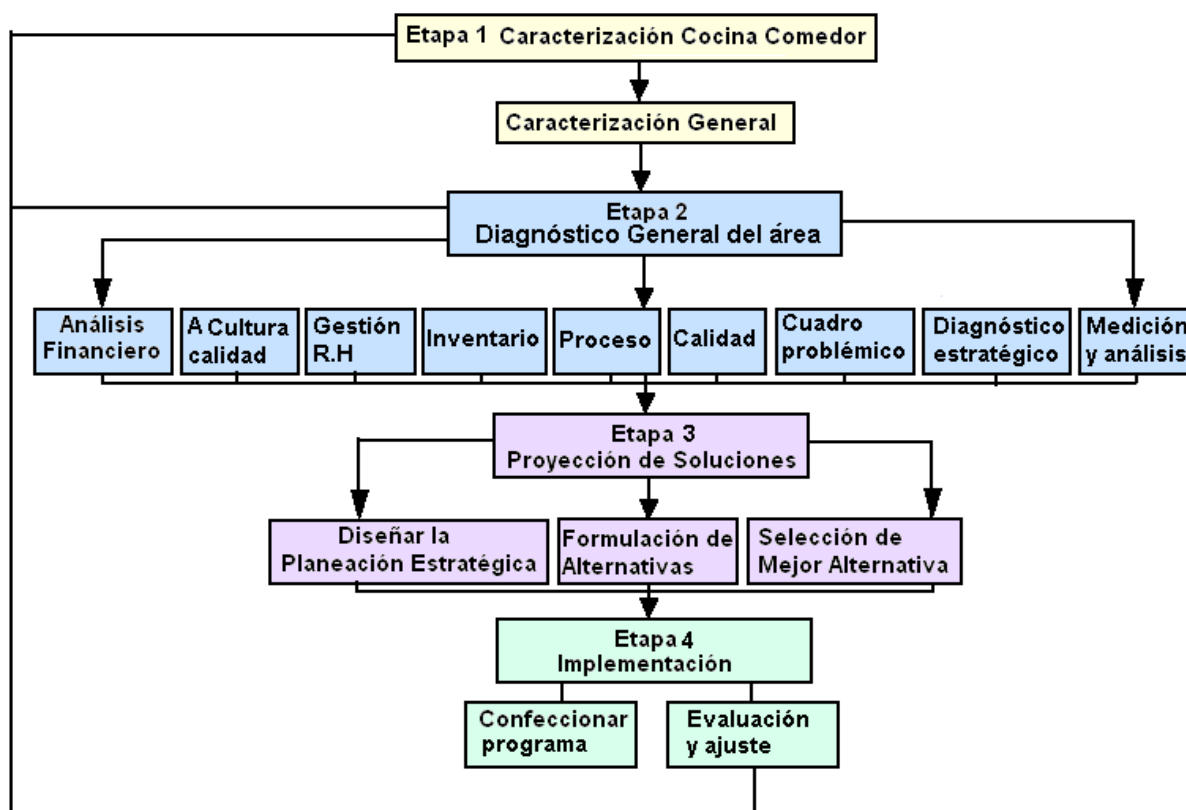 Etapa 1 Caracterización Cocina Comedor
Caracterización General
Etapa 2
Diagnóstico General del área
Análisis
Financiero
A Cultura
calidad
Gestión
R.H
Inventario
Proceso
Calidad
Cuadro
problémico
Diagnóstico
estratégico
Medición
y análisis
Etapa 3
Proyección de Soluciones
Diseñar la
Planeación Estratégica
Formulación de
Alternativas
Selección de
Mejor Alternativa
Etapa 4
Implementación
Confeccionar
programa
Evaluación
y ajuste